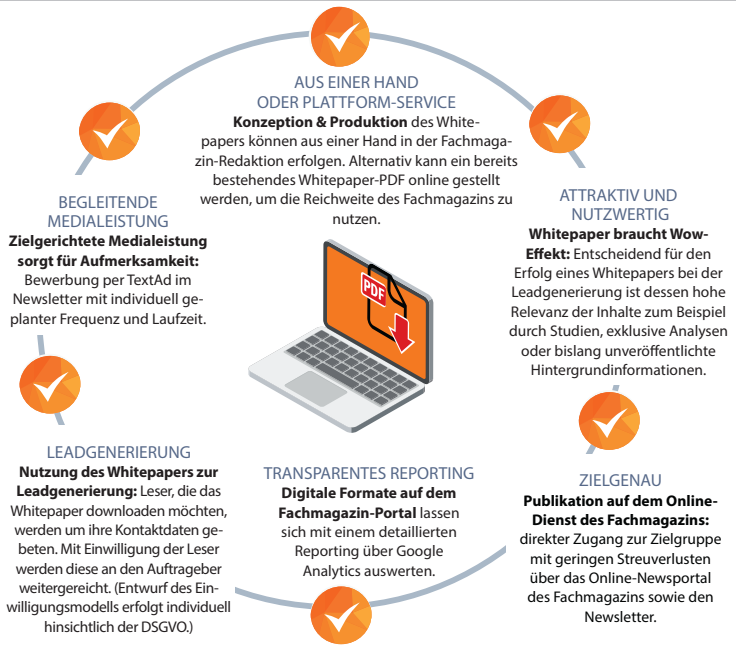 AUS EINER HAND
ODER PLATTFORM-SERVICE
Konzeption & Produktion des White-
papers können aus einer Hand in der Fachmaga-
zin-Redaktion erfolgen. Alternativ kann ein bereits
bestehendes Whitepaper-PDF online gestellt
werden, um die Reichweite des Fachmagazins zu
nutzen.
ATTRAKTIV UND
NUTZWERTIG
Whitepaper braucht Wow-
Effekt: Entscheidend für den
Erfolg eines Whitepapers bei der
Leadgenerierung ist dessen hohe
Relevanz der Inhalte zum Beispiel
durch Studien, exklusive Analysen
oder bislang unveröffentlichte
Hintergrundinformationen.
ZIELGENAU
Publikation auf dem Online-
Dienst des Fachmagazins:
direkter Zugang zur Zielgruppe
mit geringen Streuverlusten
über das Online-Newsportal
des Fachmagazins sowie den
Newsletter.
TRANSPARENTES REPORTING
Digitale Formate auf dem
Fachmagazin-Portal lassen
sich mit einem detaillierten
Reporting über Google
Analytics auswerten.
LEADGENERIERUNG
Nutzung des Whitepapers zur
Leadgenerierung: Leser, die das
Whitepaper downloaden möchten,
werden um ihre Kontaktdaten ge-
beten. Mit Einwilligung der Leser
werden diese an den Auftraggeber
weitergereicht. (Entwurf des Ein-
willigungsmodells erfolgt individuell
hinsichtlich der DSGVO.)
BEGLEITENDE
MEDIALEISTUNG
Zielgerichtete Medialeistung
sorgt für Aufmerksamkeit:
Bewerbung per TextAd im
Newsletter mit individuell ge-
planter Frequenz und Laufzeit.
PDF